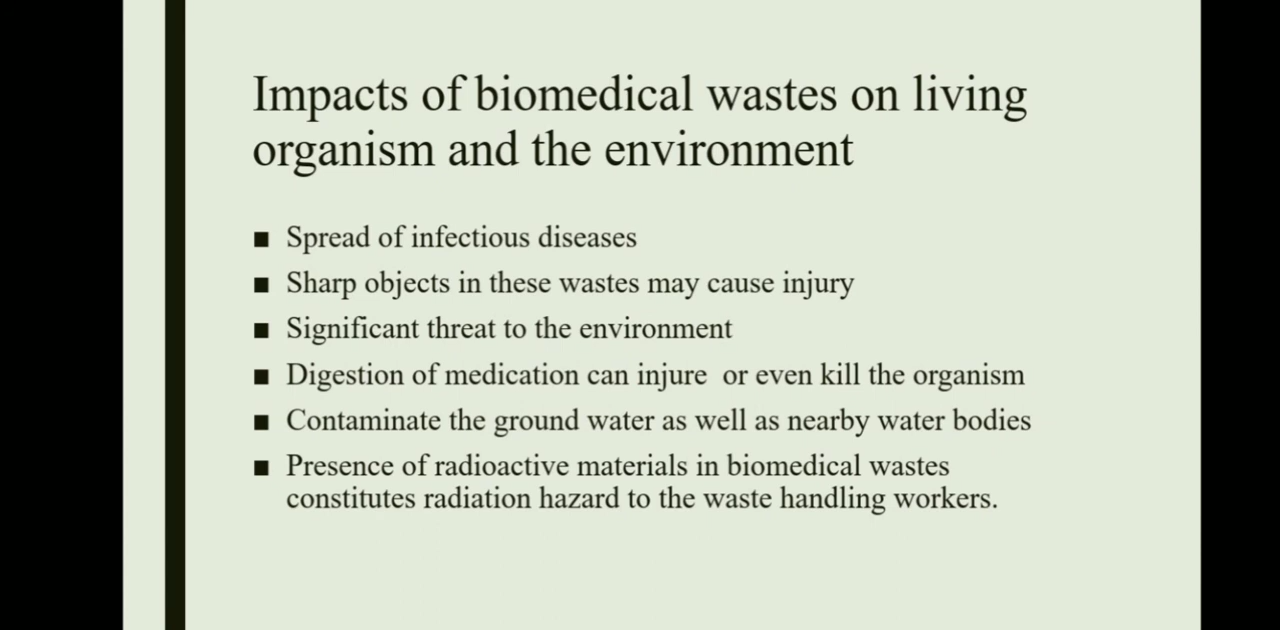 Impacts of biomedical wastes on living
organism and the environment
■ Spread of infectious diseases
■ Sharp objects in these wastes may cause injury
■ Significant threat to the environment
■ Digestion of medication can injure  or even kill the organism
■ Contaminate the ground water as well as nearby water bodies
■ Presence of radioactive materials in biomedical wastes
constitutes radiation hazard to the waste handling workers.